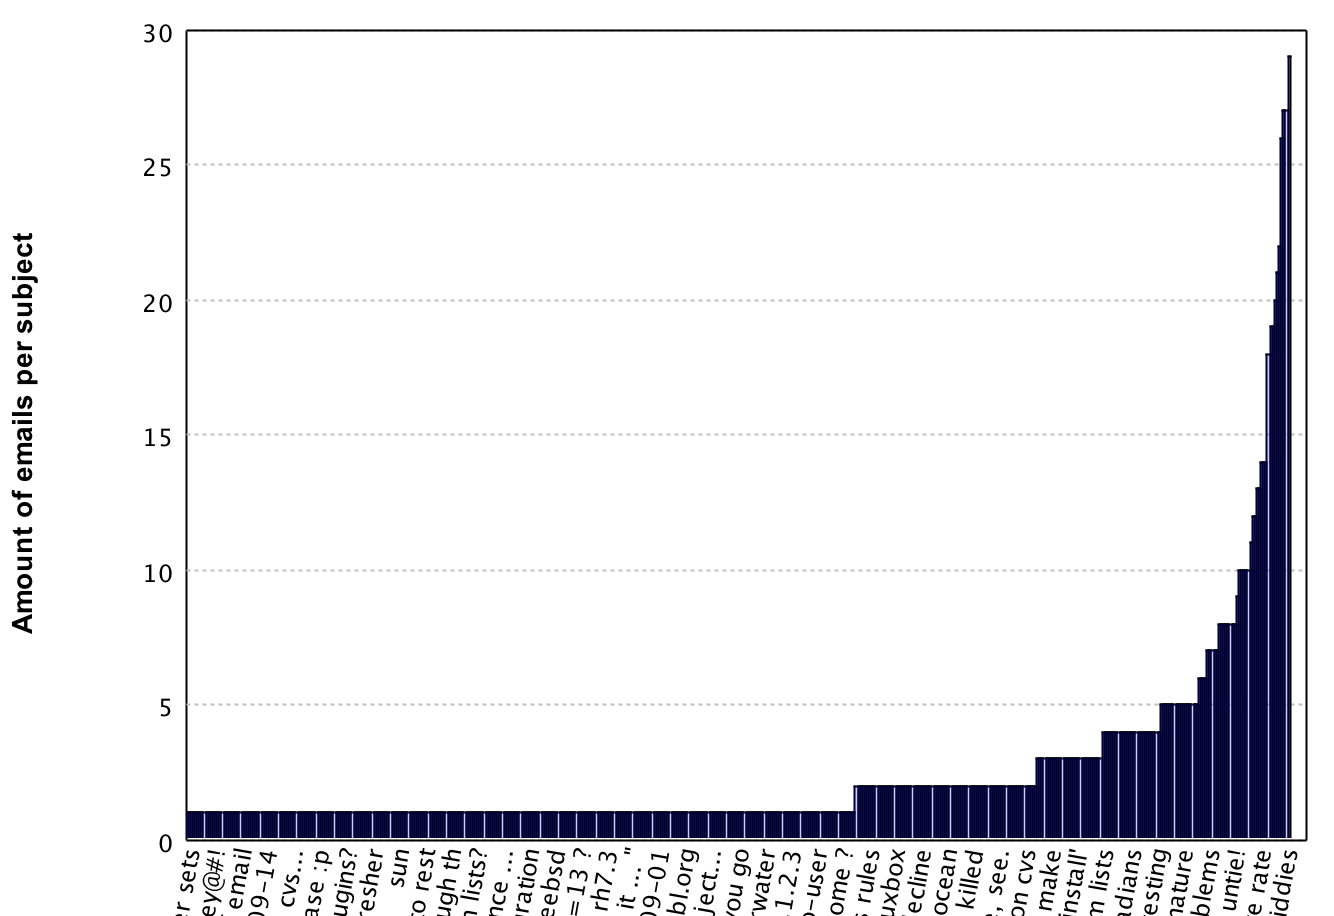 30
25
20
15
10
5
0
Amount of emails per subject
er sets
ey@#!
email
09-14
cvs...
ase :p
ugins?
resher
sun
to rest
ugh th
n lists?
nce ...
uration
eebsd
=13 ?
rh7.3
it ... "
09-01
bl.org
ject...
you go
rwater
1.2.3
o-user
ome ?
s rules
uxbox
ecline
ocean
killed
, see.
on cvs
make
install'
m lists
adians
resting
nature
blems
untie!
e rate
iddies